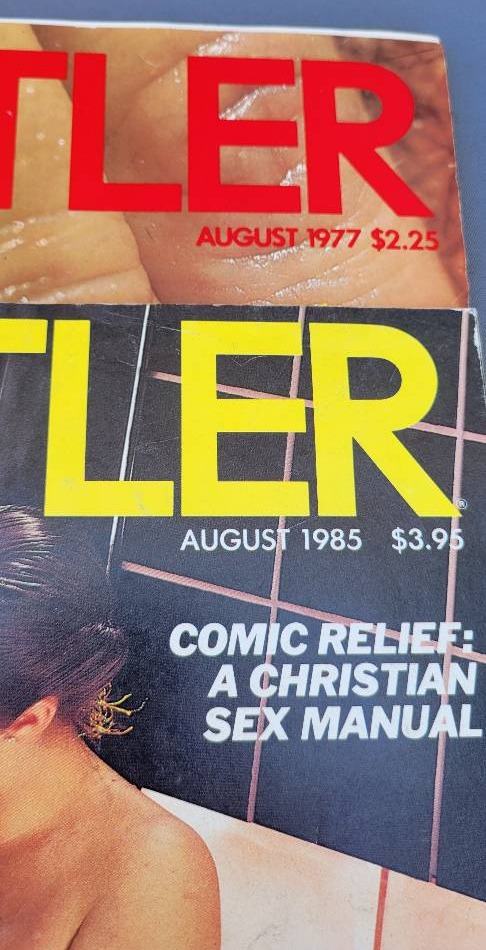 TLER
AUGUST 1977 $2.25
TLER®
AUGUST 1985 $3.95
COMIC RELIEF:
A CHRISTIAN
SEX MANUAL